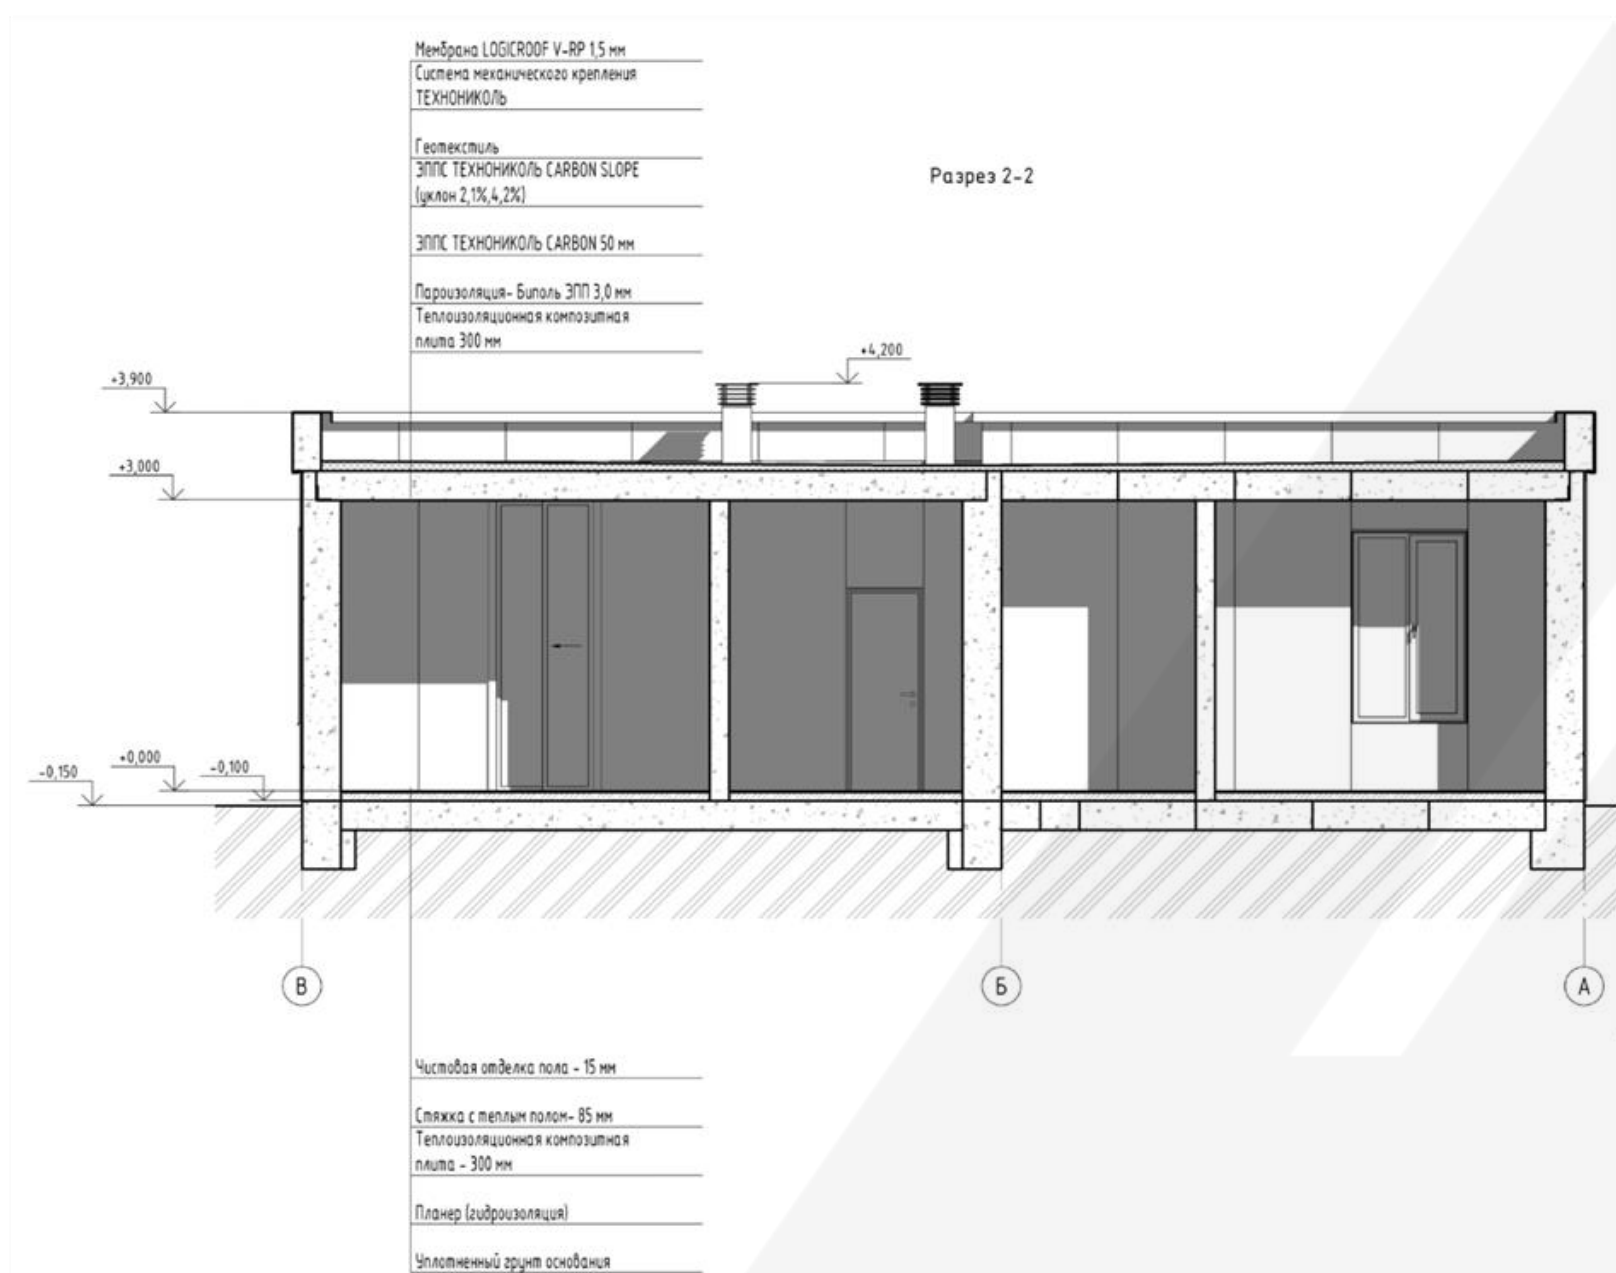 Мембрана LOGICROOF V-RP 1,5 мм
Система механического крепления
ТЕХНОНИКОЛЬ
Геотекстиль
ЭППС ТЕХНОНИКОЛЬ CARBON SLOPE
(уклон 2,1%,4,2%)
Разрез 2-2
ЭППС ТЕХНОНИКОЛЬ CARBON 50 мм
Пароизоляция- Биполь ЭПП 3,0 мм
Теплоизоляционная композитная
плита 300 мм
+4,200
+3,900
+3,000
+0,000
-0,100
-0,150
В
Б
А
Чистовая отделка пола - 15 мм
Стяжка с теплым полом- 85 мм
Теплоизоляционная композитная
плита - 300 мм
Планер (гидроизоляция)
Уплотненный грунт основания